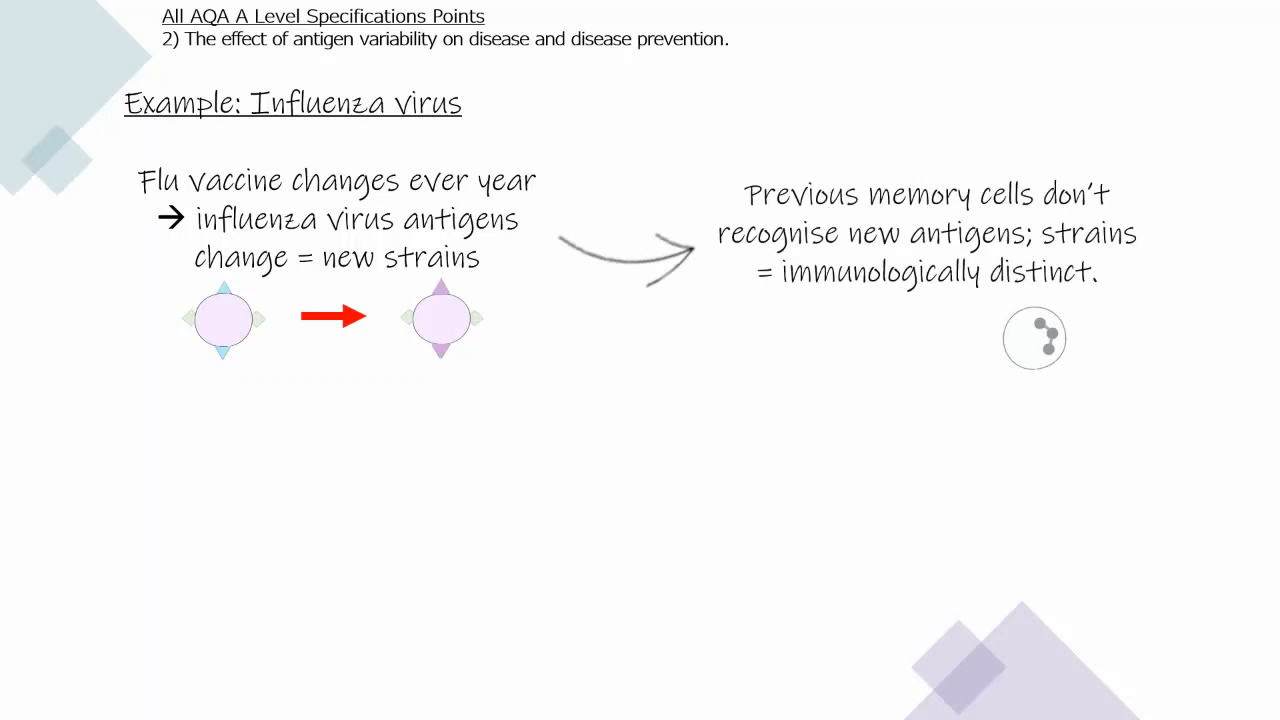 All AQA A Level Specifications Points
2) The effect of antigen variability on disease and disease prevention.
Example: Influenza virus
Flu vaccine changes ever year
→ influenza virus antigens
change = new strains
Previous memory cells don't
recognise new antigens; strains
= immunologically distinct.